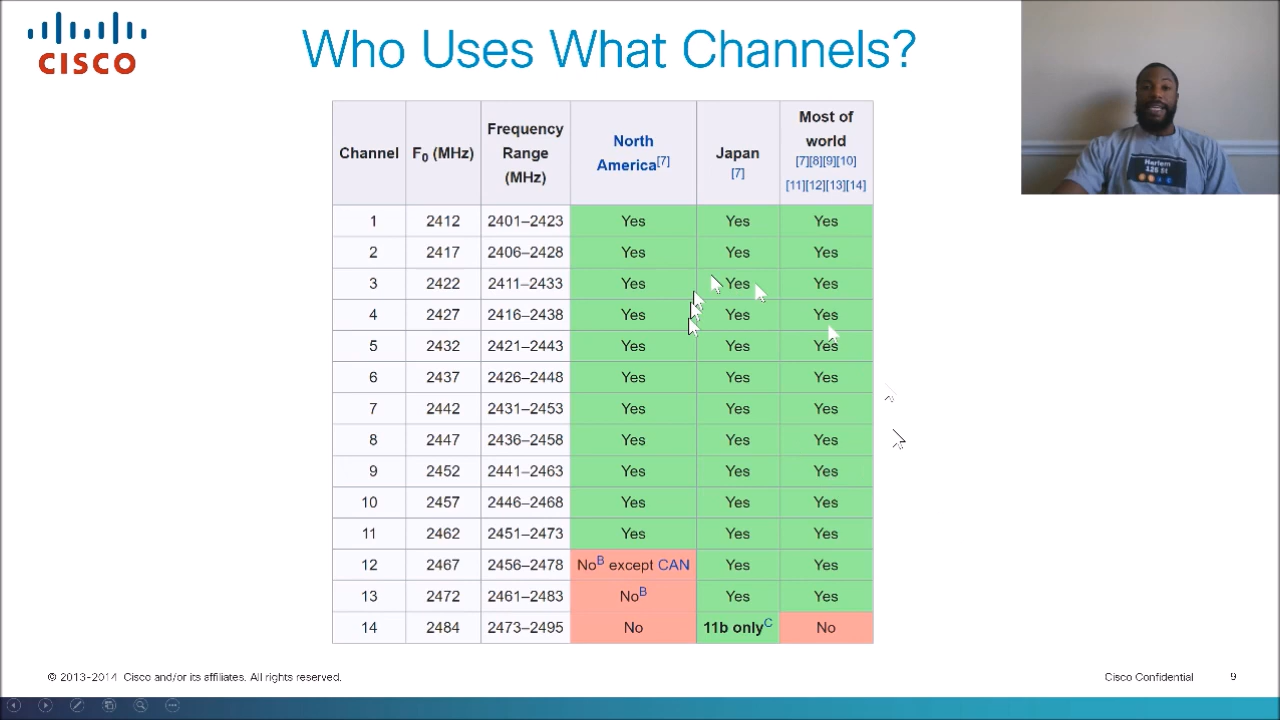 CISCO
Who Uses What Channels?
Channel F0 (MHz) Frequency Range (MHz) North America[7] Japan [7] Most of world [7][8][9][10] [11][12][13][14]
1 2412 2401–2423 Yes Yes Yes
2 2417 2406–2428 Yes Yes Yes
3 2422 2411–2433 Yes Yes Yes
4 2427 2416–2438 Yes Yes Yes
5 2432 2421–2443 Yes Yes Yes
6 2437 2426–2448 Yes Yes Yes
7 2442 2431–2453 Yes Yes Yes
8 2447 2436–2458 Yes Yes Yes
9 2452 2441–2463 Yes Yes Yes
10 2457 2446–2468 Yes Yes Yes
11 2462 2451–2473 Yes Yes Yes
12 2467 2456–2478 NoB except CAN Yes Yes
13 2472 2461–2483 NoB Yes Yes
14 2484 2473–2495 No 11b onlyC No
Harlem
125 St
© 2013-2014 Cisco and/or its affiliates. All rights reserved.
Cisco Confidential
9